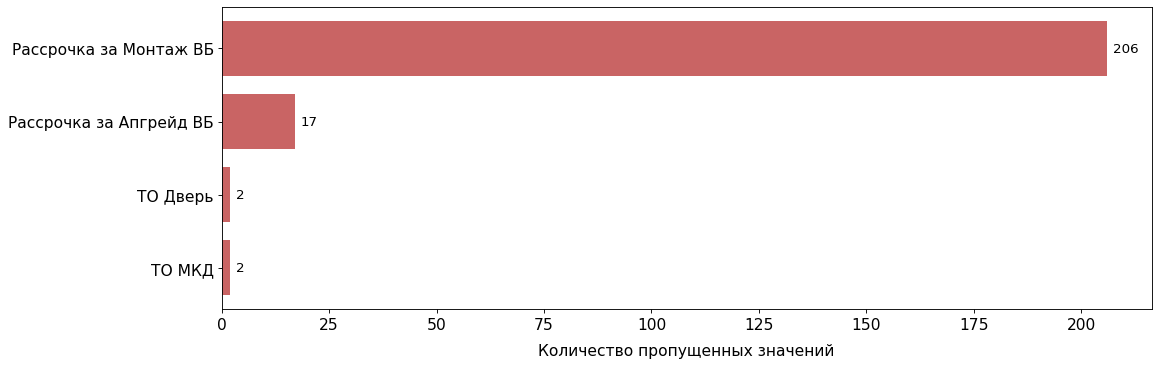 Рассрочка за Монтаж ВБ
206
Рассрочка за Апгрейд ВБ
17
ТО Дверь
2
ТО МКД
2
0 25 50 75 100 125 150 175 200
Количество пропущенных значений